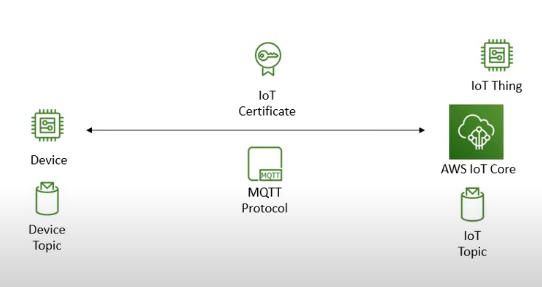 IoT Thing
IoT
Certificate
Device
AWS IoT Core
MQTT
MQTT
Protocol
Device
Topic
IoT
Topic